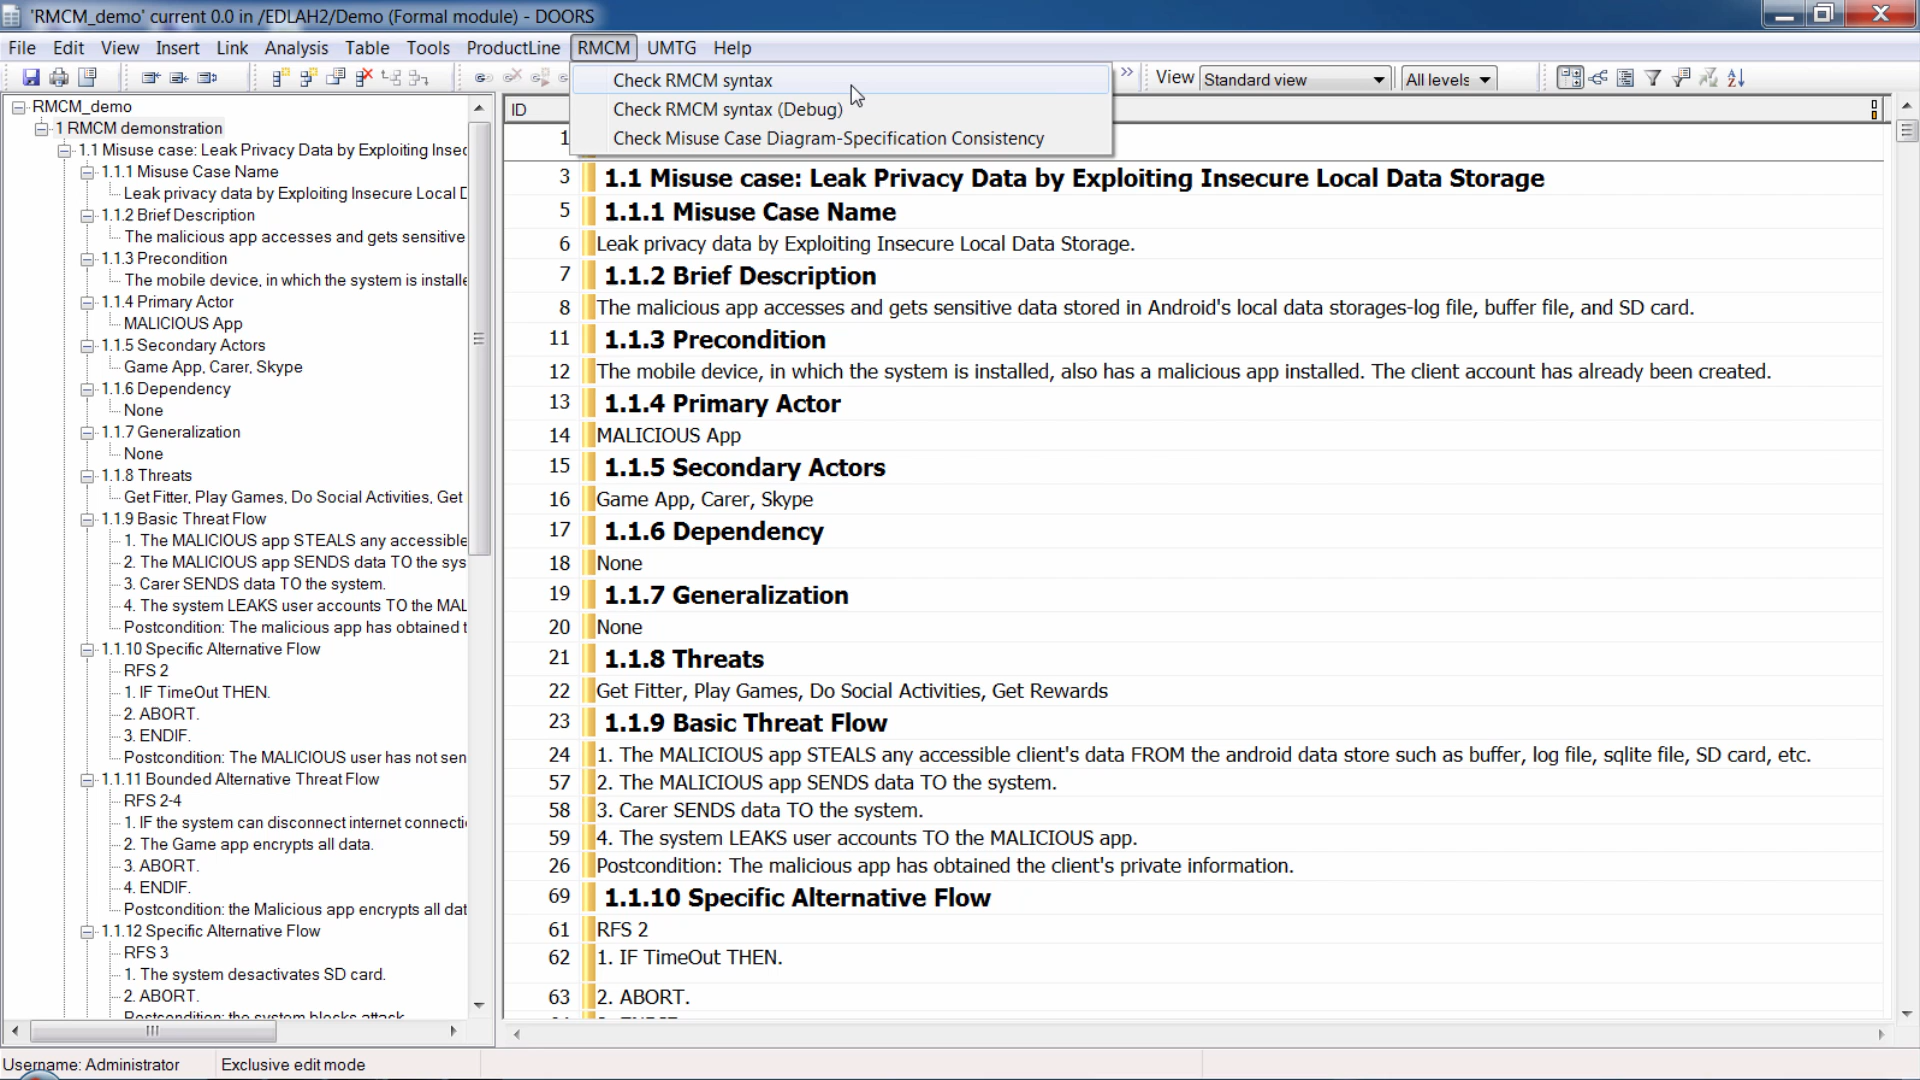 'RMCM_demo' current 0.0 in /EDLAH2/Demo (Formal module) - DOORS
File Edit View Insert Link Analysis Table Tools ProductLine RMCM UMTG Help
Check RMCM syntax
Check RMCM syntax (Debug)
Check Misuse Case Diagram-Specification Consistency
View Standard view All levels
RMCM_demo
1 RMCM demonstration
1.1 Misuse case: Leak Privacy Data by Exploiting Insec
1.1.1 Misuse Case Name
Leak privacy data by Exploiting Insecure Local D
1.1.2 Brief Description
The malicious app accesses and gets sensitive
1.1.3 Precondition
The mobile device, in which the system is installe
1.1.4 Primary Actor
MALICIOUS App
1.1.5 Secondary Actors
Game App, Carer, Skype
1.1.6 Dependency
None
1.1.7 Generalization
None
1.1.8 Threats
Get Fitter, Play Games, Do Social Activities, Get
1.1.9 Basic Threat Flow
1. The MALICIOUS app STEALS any accessible
2. The MALICIOUS app SENDS data TO the sys
3. Carer SENDS data TO the system.
4. The system LEAKS user accounts TO the MAL
Postcondition: The malicious app has obtained t
1.1.10 Specific Alternative Flow
RFS 2
1. IF TimeOut THEN.
2. ABORT.
3. ENDIF.
Postcondition: The MALICIOUS user has not sen
1.1.11 Bounded Alternative Threat Flow
RFS 2-4
1. IF the system can disconnect internet connecti
2. The Game app encrypts all data.
3. ABORT.
4. ENDIF.
Postcondition: the Malicious app encrypts all dat
1.1.12 Specific Alternative Flow
RFS 3
1. The system desactivates SD card.
2. ABORT.
Postcondition: the system blocks attack
ID
1
3 1.1 Misuse case: Leak Privacy Data by Exploiting Insecure Local Data Storage
5 1.1.1 Misuse Case Name
6 Leak privacy data by Exploiting Insecure Local Data Storage.
7 1.1.2 Brief Description
8 The malicious app accesses and gets sensitive data stored in Android's local data storages-log file, buffer file, and SD card.
11 1.1.3 Precondition
12 The mobile device, in which the system is installed, also has a malicious app installed. The client account has already been created.
13 1.1.4 Primary Actor
14 MALICIOUS App
15 1.1.5 Secondary Actors
16 Game App, Carer, Skype
17 1.1.6 Dependency
18 None
19 1.1.7 Generalization
20 None
21 1.1.8 Threats
22 Get Fitter, Play Games, Do Social Activities, Get Rewards
23 1.1.9 Basic Threat Flow
24 1. The MALICIOUS app STEALS any accessible client's data FROM the android data store such as buffer, log file, sqlite file, SD card, etc.
57 2. The MALICIOUS app SENDS data TO the system.
58 3. Carer SENDS data TO the system.
59 4. The system LEAKS user accounts TO the MALICIOUS app.
26 Postcondition: The malicious app has obtained the client's private information.
69 1.1.10 Specific Alternative Flow
61 RFS 2
62 1. IF TimeOut THEN.
63 2. ABORT.
Username: Administrator Exclusive edit mode